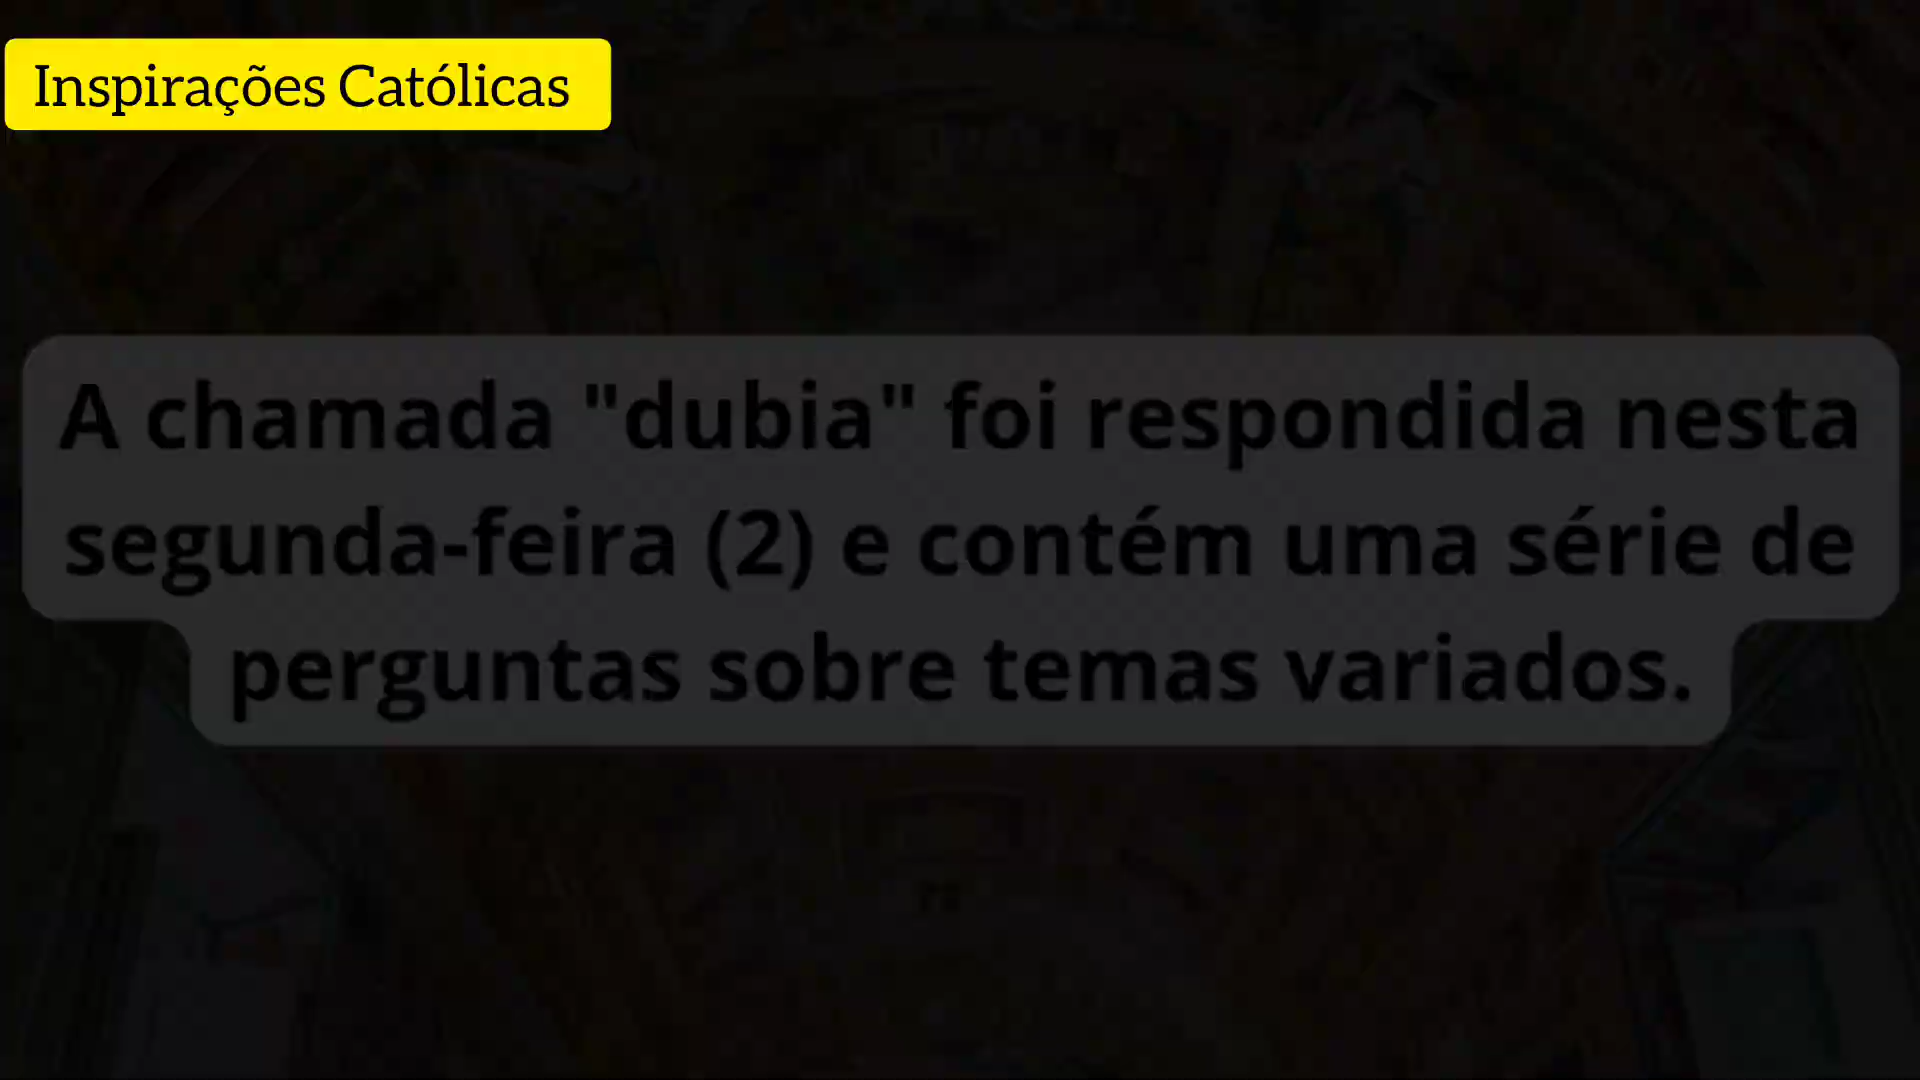 Inspirações Católicas
A chamada "dubia" foi respondida nesta
segunda-feira (2) e contém uma série de
perguntas sobre temas variados.